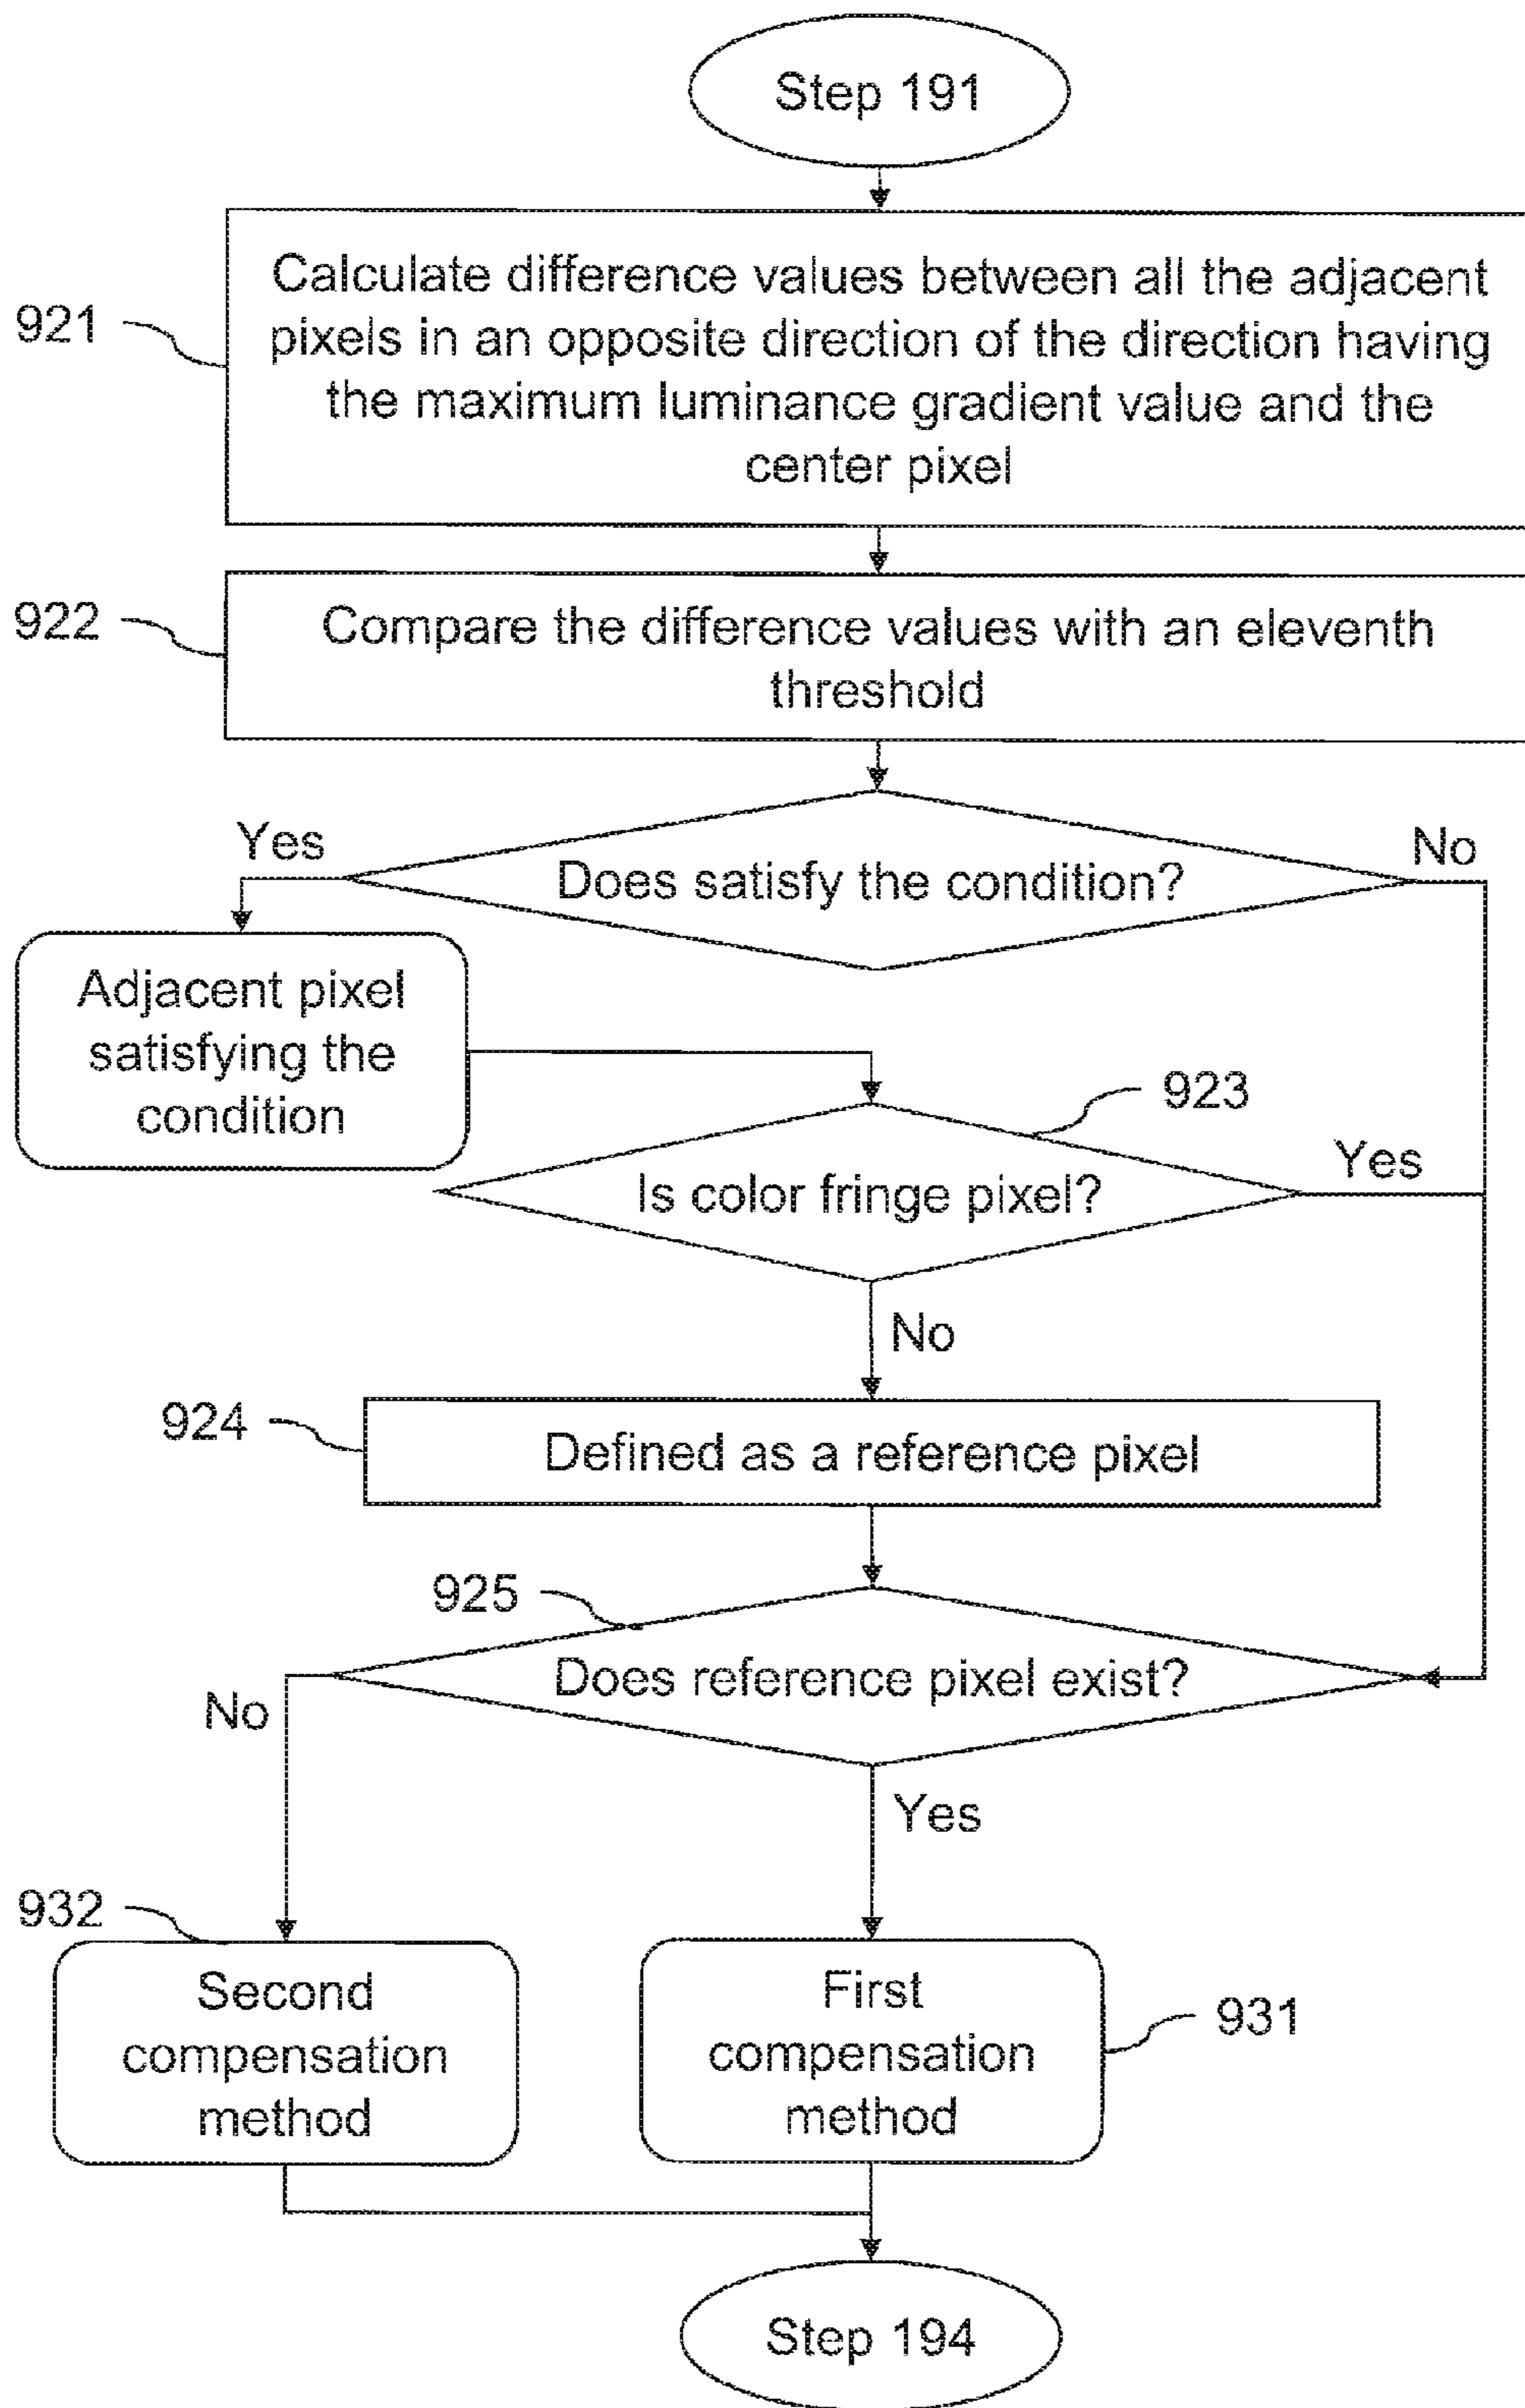 Step 191
921
Calculate difference values between all the adjacent
pixels in an opposite direction of the direction having
the maximum luminance gradient value and the
center pixel
922
Compare the difference values with an eleventh
threshold
Yes
Does satisfy the condition?
No
Adjacent pixel
satisfying the
condition
923
Is color fringe pixel?
Yes
No
924
Defined as a reference pixel
925
Does reference pixel exist?
No
Yes
932
Second
compensation
method
First
compensation
method
931
Step 194